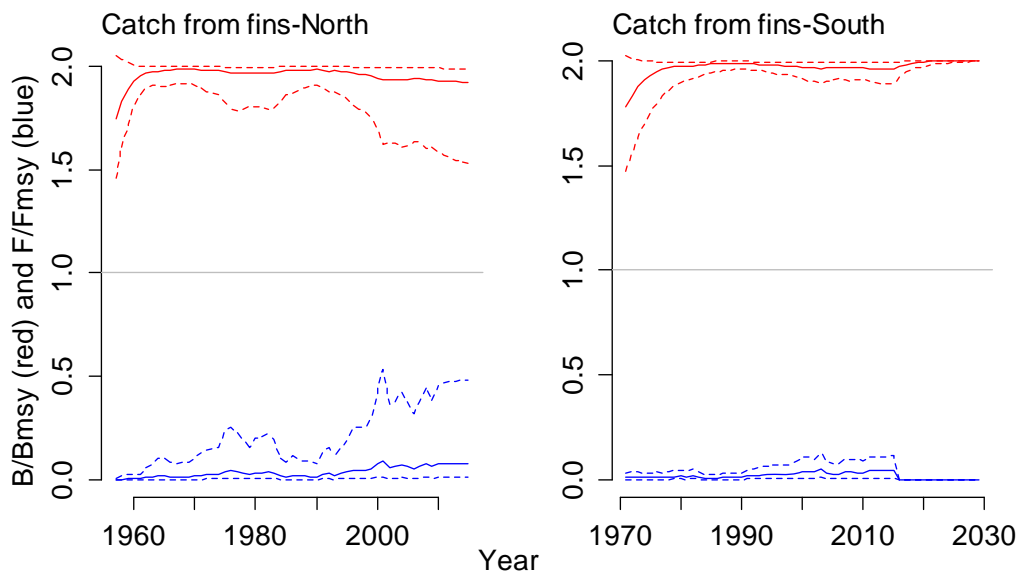 Catch from fins-North
Catch from fins-South
B/Bmsy (red) and F/Fmsy (blue)
2.0
1.5
1.0
0.5
0.0
2.0
1.5
1.0
0.5
0.0
1960 1980 2000
1970 1990 2010 2030
Year